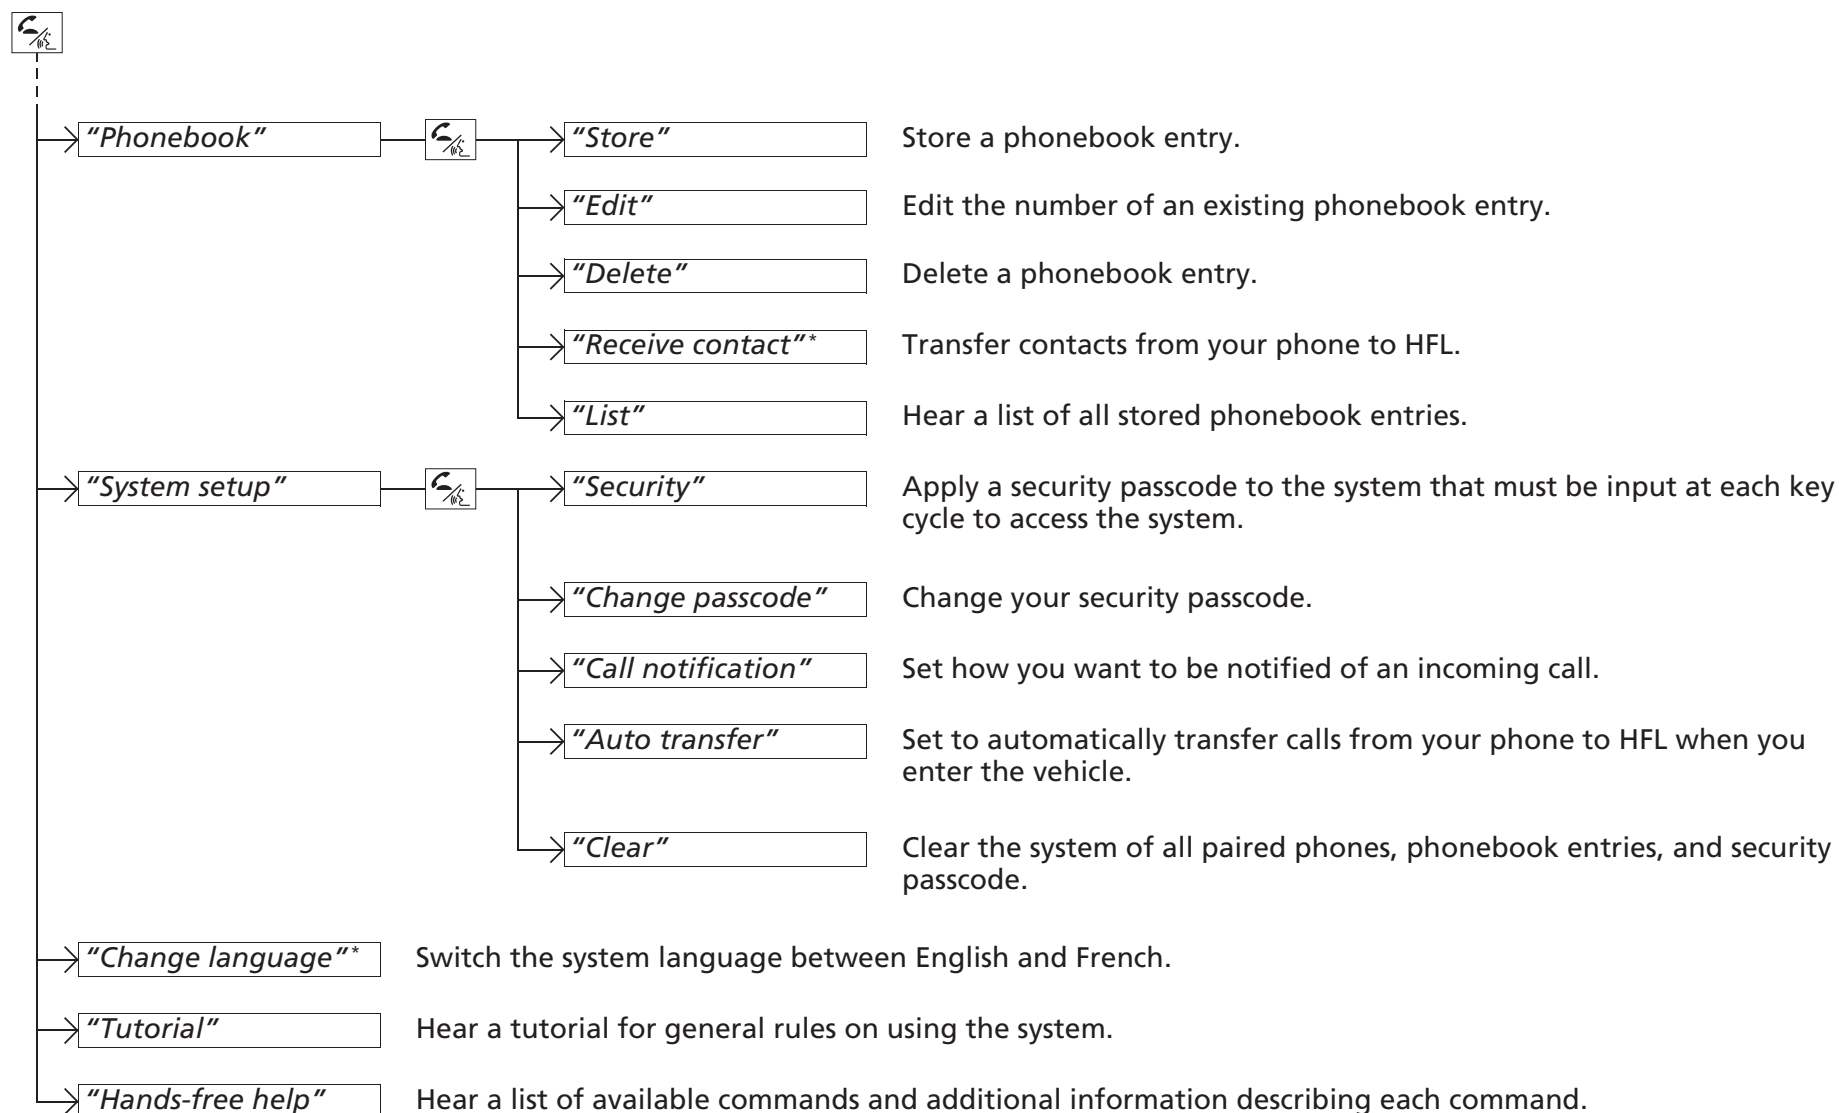 “Phonebook”
“Store” Store a phonebook entry.
“Edit” Edit the number of an existing phonebook entry.
“Delete” Delete a phonebook entry.
“Receive contact”* Transfer contacts from your phone to HFL.
“List” Hear a list of all stored phonebook entries.
“System setup”
“Security” Apply a security passcode to the system that must be input at each key
cycle to access the system.
“Change passcode” Change your security passcode.
“Call notification” Set how you want to be notified of an incoming call.
“Auto transfer” Set to automatically transfer calls from your phone to HFL when you
enter the vehicle.
“Clear” Clear the system of all paired phones, phonebook entries, and security
passcode.
“Change language”* Switch the system language between English and French.
“Tutorial” Hear a tutorial for general rules on using the system.
“Hands-free help” Hear a list of available commands and additional information describing each command.